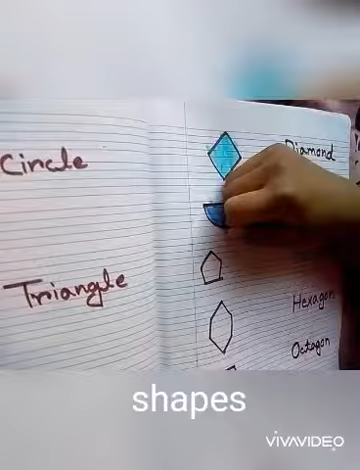 Circle
Triangle
Diamond
Hexagon
Octagon
shapes
VIVAVIDEO